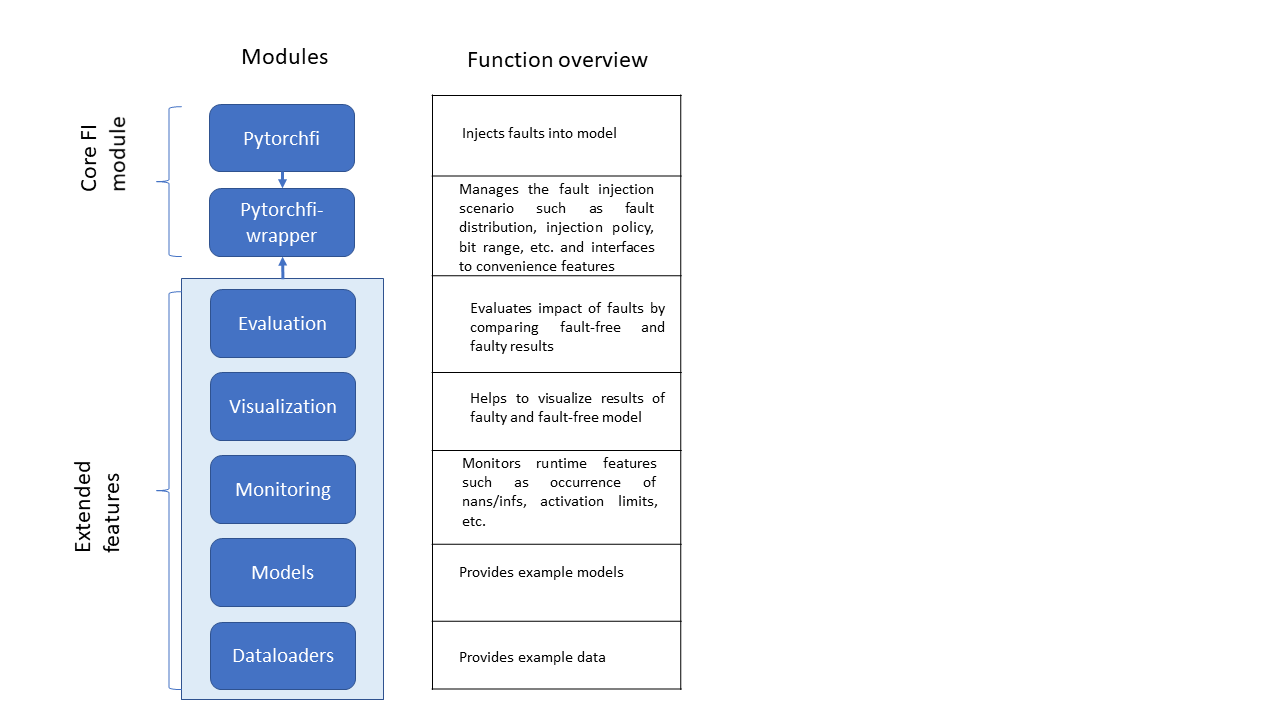 Modules
Function overview
Core FI
module
Pytorchfi
Injects faults into model
Pytorchfi-
wrapper
Manages the fault injection
scenario such as fault
distribution, injection policy,
bit range, etc. and interfaces
to convenience features
Extended
features
Evaluation
Evaluates impact of faults by
comparing fault-free and
faulty results
Visualization
Helps to visualize results of
faulty and fault-free model
Monitoring
Monitors runtime features
such as occurrence of
nans/infs, activation limits,
etc.
Models
Provides example models
Dataloaders
Provides example data